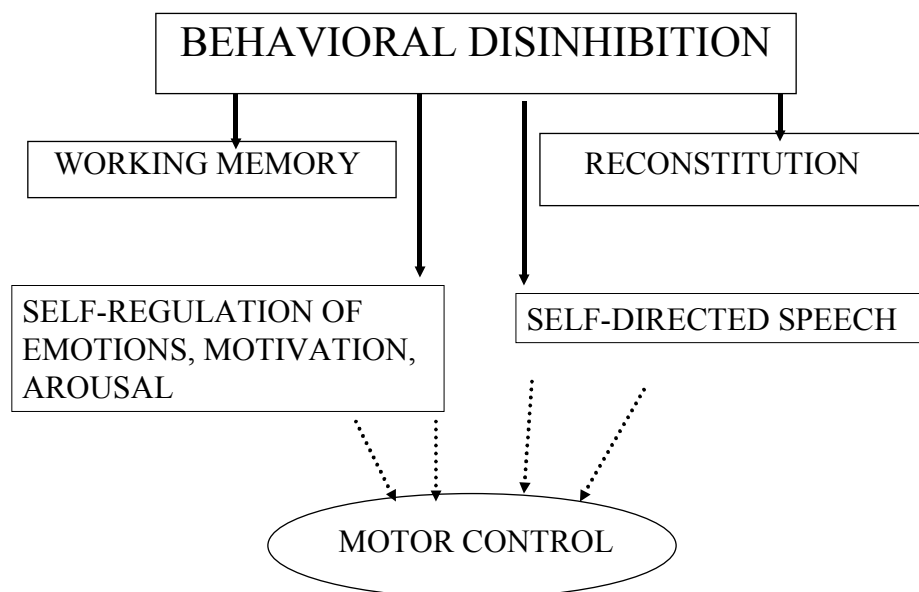 BEHAVIORAL DISINHIBITION
WORKING MEMORY
RECONSTITUTION
SELF-REGULATION OF
EMOTIONS, MOTIVATION,
AROUSAL
SELF-DIRECTED SPEECH
MOTOR CONTROL